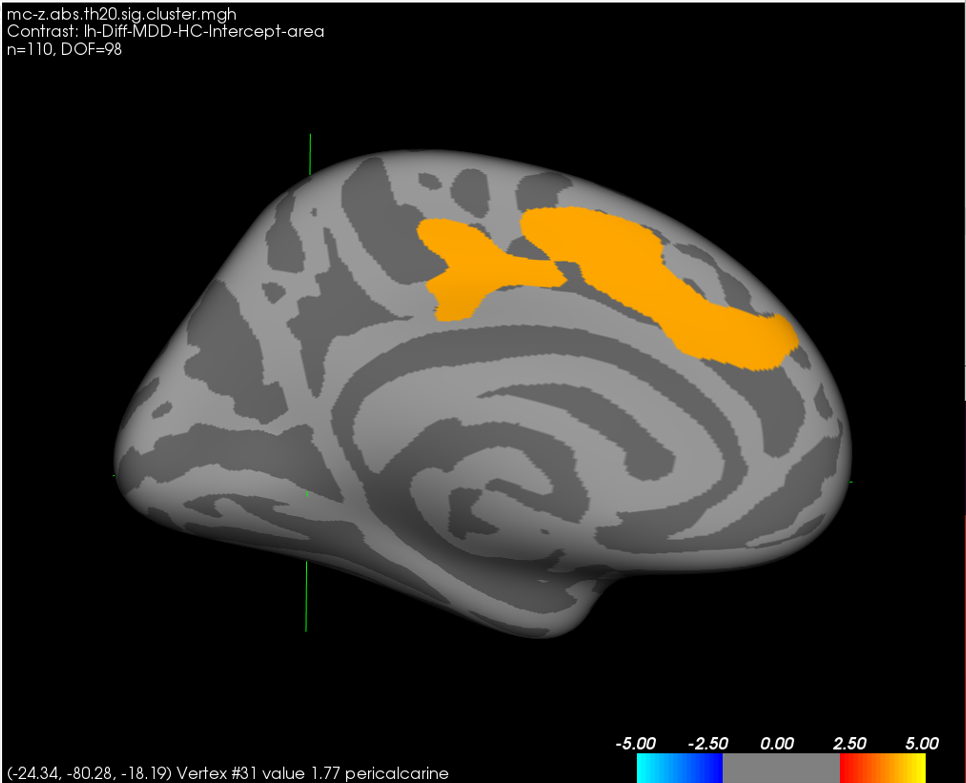 mc-z.abs.th20.sig.cluster.mgh
Contrast: lh-Diff-MDD-HC-Intercept-area
n=110, DOF=98
-5.00 -2.50 0.00 2.50 5.00
(-24.34, -80.28, -18.19) Vertex #31 value 1.77 pericalcarine